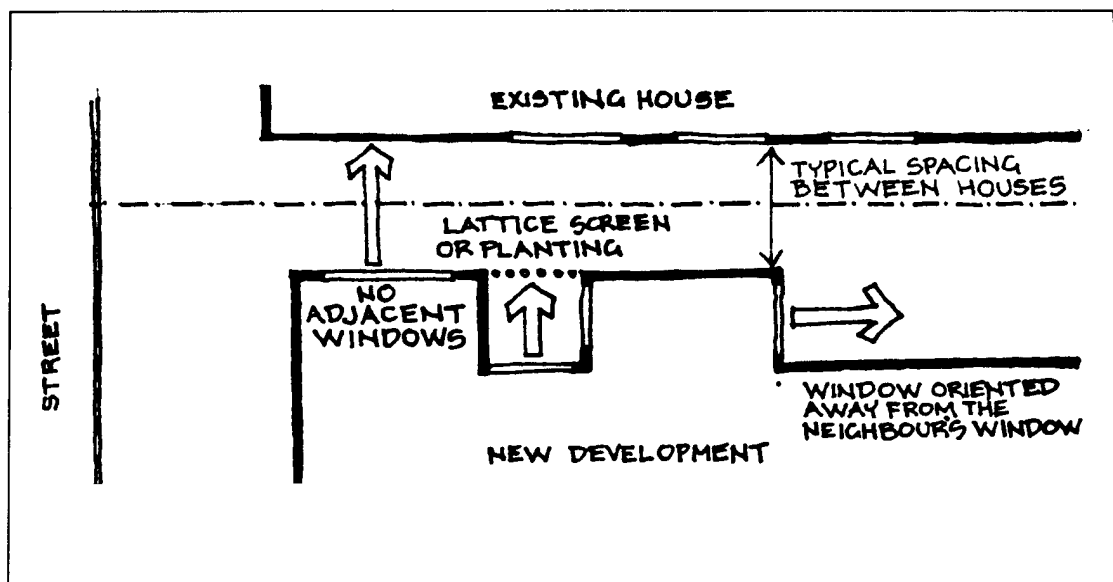 EXISTING HOUSE
TYPICAL SPACING
BETWEEN HOUSES
LATTICE SCREEN
OR PLANTING
NO
ADJACENT
WINDOWS
STREET
WINDOW ORIENTED
AWAY FROM THE
NEIGHBOUR'S WINDOW
NEW DEVELOPMENT